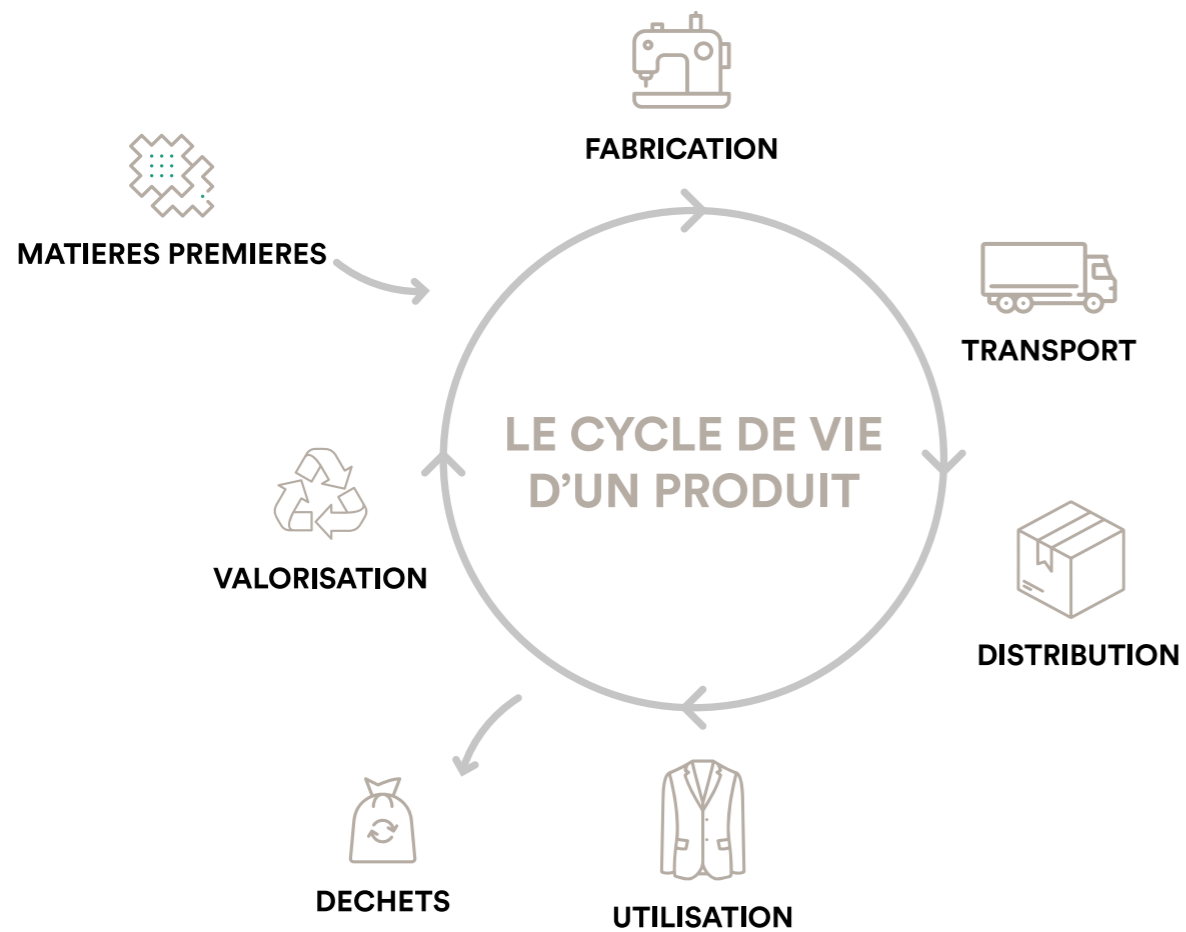 FABRICATION
MATIERES PREMIERES
TRANSPORT
LE CYCLE DE VIE
D'UN PRODUIT
VALORISATION
DISTRIBUTION
DECHETS
UTILISATION